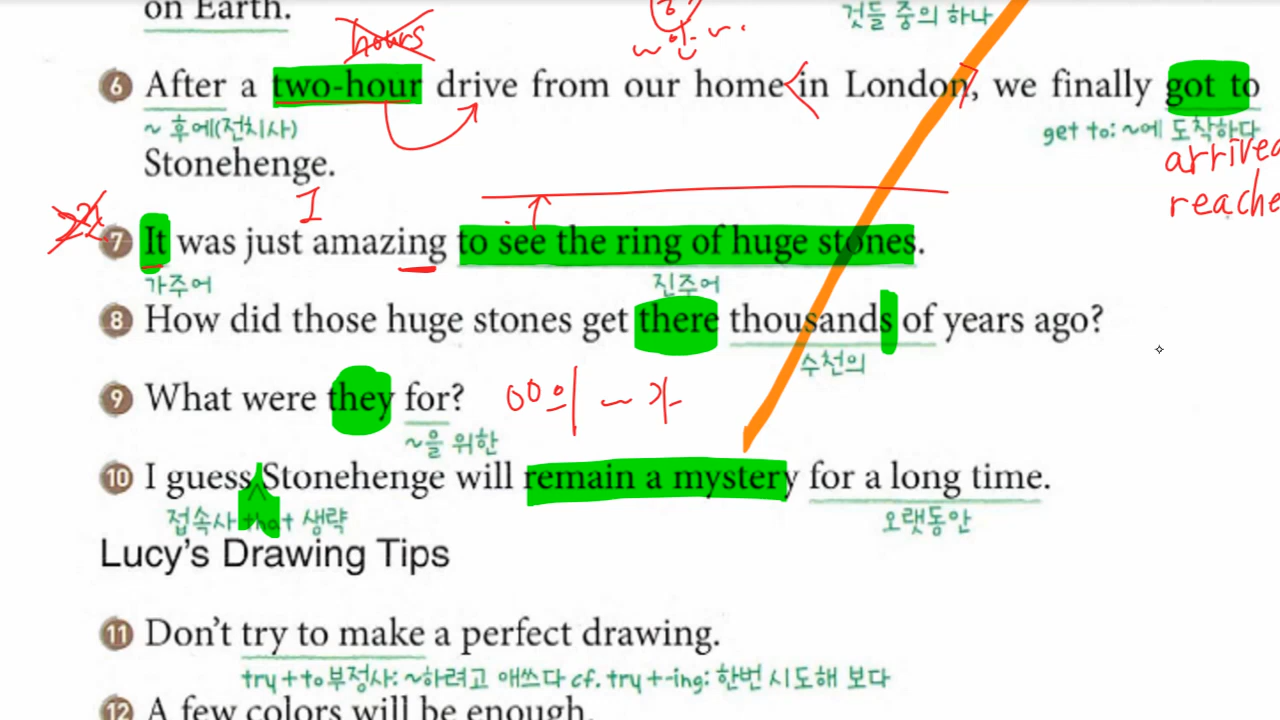 on Earth.
것들 중의 하나
hours
6 After a two-hour drive from our home in London, we finally got to
~ 후에(전치사)
get to: ~에 도착하다
Stonehenge.
arrived
reache
I
7 It was just amazing to see the ring of huge stones.
가주어
진주어
8 How did those huge stones get there thousands of years ago?
수천의
9 What were they for?
~을 위한
10 I guess Stonehenge will remain a mystery for a long time.
접속사 that 생략
오랫동안
Lucy's Drawing Tips
11 Don't try to make a perfect drawing.
try+to부정사: ~하려고 애쓰다 cf. try+-ing: 한번 시도해 보다
12 A few colors will be enough.